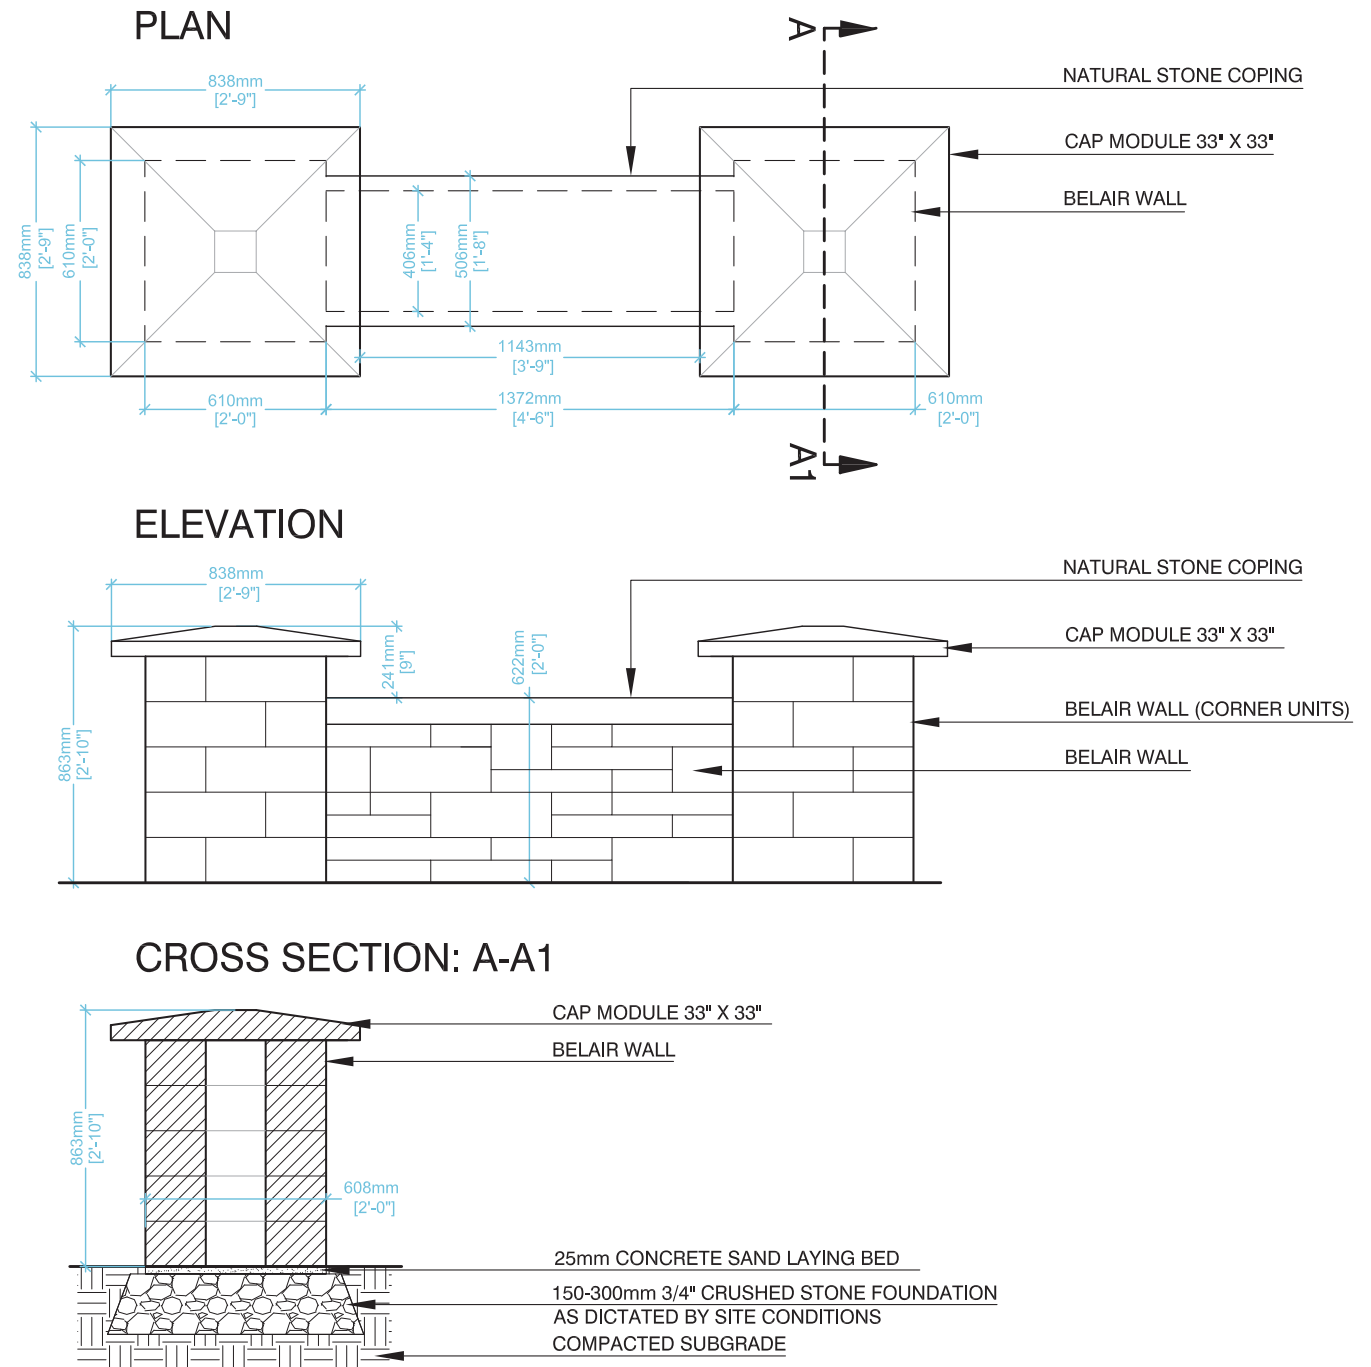 PLAN
A
838mm
[2'-9"]
NATURAL STONE COPING
CAP MODULE 33" X 33"
BELAIR WALL
838mm
[2'-9"]
610mm
[2'-0"]
406mm
[1'-4"]
506mm
[1'-8"]
1143mm
[3'-9"]
610mm
[2'-0"]
1372mm
[4'-6"]
610mm
[2'-0"]
A1
ELEVATION
838mm
[2'-9"]
NATURAL STONE COPING
CAP MODULE 33" X 33"
241mm
[9"]
622mm
[2'-0"]
863mm
[2'-10"]
BELAIR WALL (CORNER UNITS)
BELAIR WALL
CROSS SECTION: A-A1
CAP MODULE 33" X 33"
BELAIR WALL
863mm
[2'-10"]
608mm
[2'-0"]
25mm CONCRETE SAND LAYING BED
150-300mm 3/4" CRUSHED STONE FOUNDATION
AS DICTATED BY SITE CONDITIONS
COMPACTED SUBGRADE